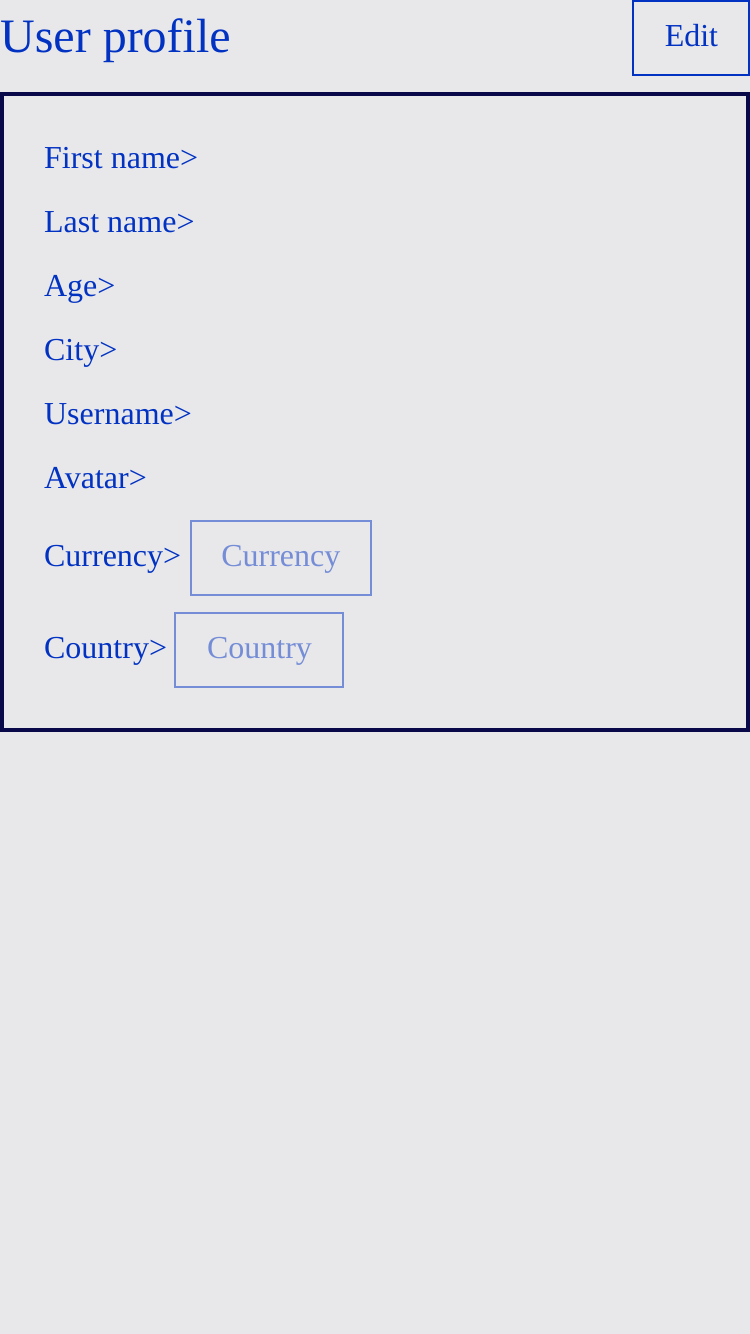 User profile
Edit
First name>
Last name>
Age>
City>
Username>
Avatar>
Currency> Currency
Country> Country